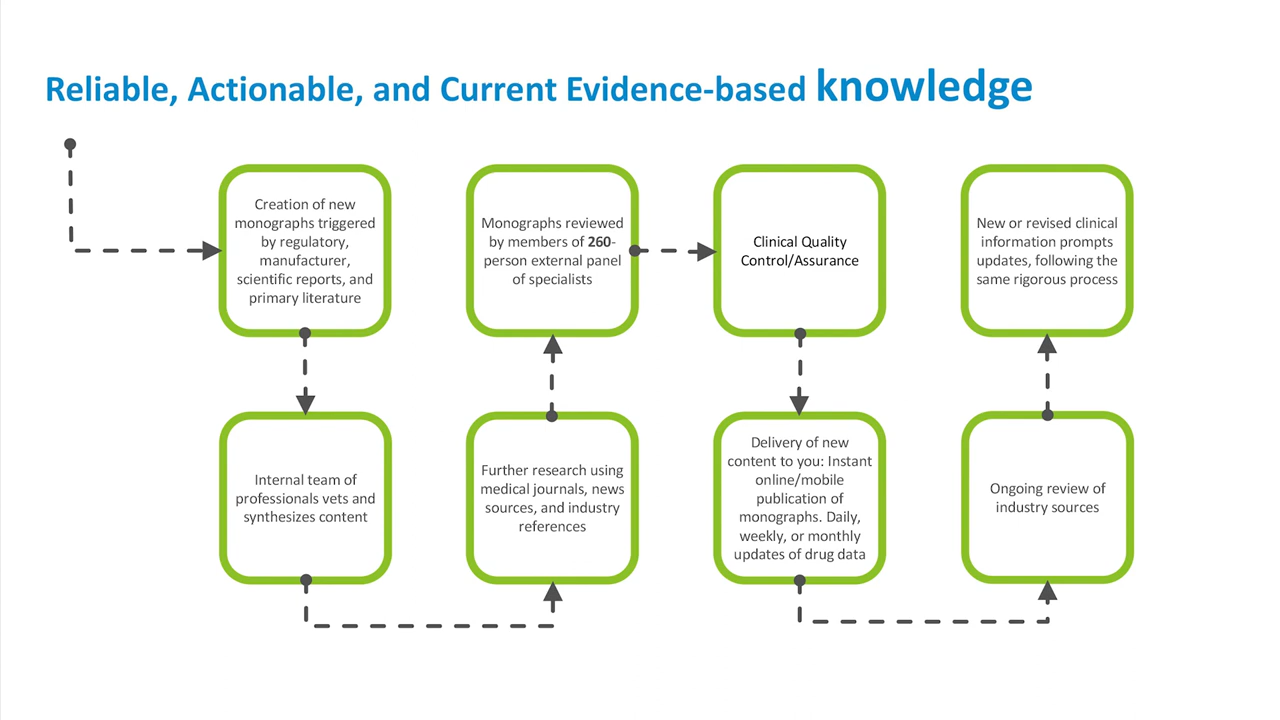 Reliable, Actionable, and Current Evidence-based knowledge
Creation of new
monographs triggered
by regulatory,
manufacturer,
scientific reports, and
primary literature
Internal team of
professionals vets and
synthesizes content
Further research using
medical journals, news
sources, and industry
references
Monographs reviewed
by members of 260-
person external panel
of specialists
Clinical Quality
Control/Assurance
Delivery of new
content to you: Instant
online/mobile
publication of
monographs. Daily,
weekly, or monthly
updates of drug data
Ongoing review of
industry sources
New or revised clinical
information prompts
updates, following the
same rigorous process